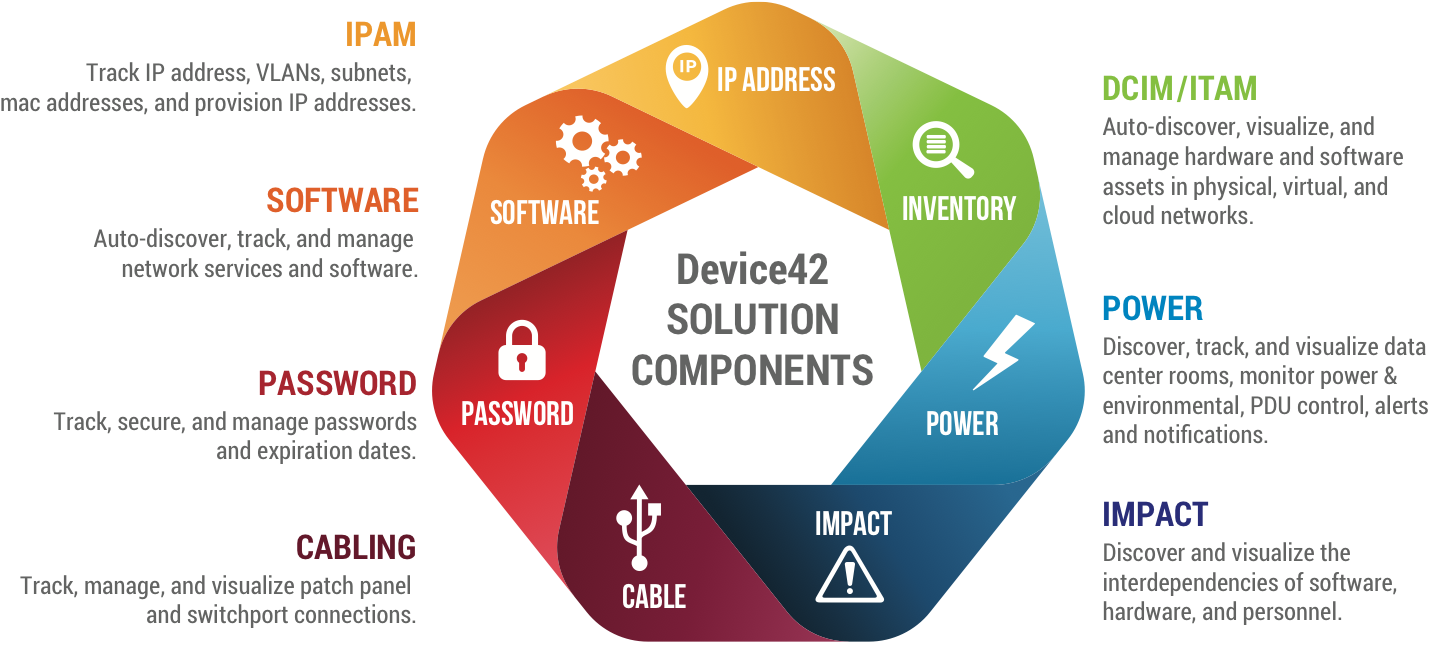 IPAM
Track IP address, VLANs, subnets,
mac addresses, and provision IP addresses.
SOFTWARE
Auto-discover, track, and manage
network services and software.
PASSWORD
Track, secure, and manage passwords
and expiration dates.
CABLING
Track, manage, and visualize patch panel
and switchport connections.
IP
IP ADDRESS
SOFTWARE
INVENTORY
PASSWORD
POWER
CABLE
IMPACT
Device42
SOLUTION
COMPONENTS
DCIM/ITAM
Auto-discover, visualize, and
manage hardware and software
assets in physical, virtual, and
cloud networks.
POWER
Discover, track, and visualize data
center rooms, monitor power &
environmental, PDU control, alerts
and notifications.
IMPACT
Discover and visualize the
interdependencies of software,
hardware, and personnel.